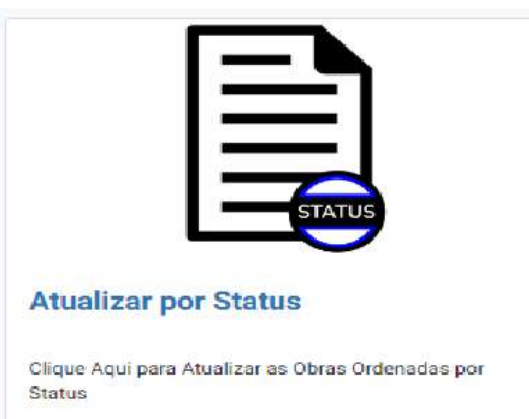 STATUS
Atualizar por Status
Clique Aqui para Atualizar as Obras Ordenadas por
Status